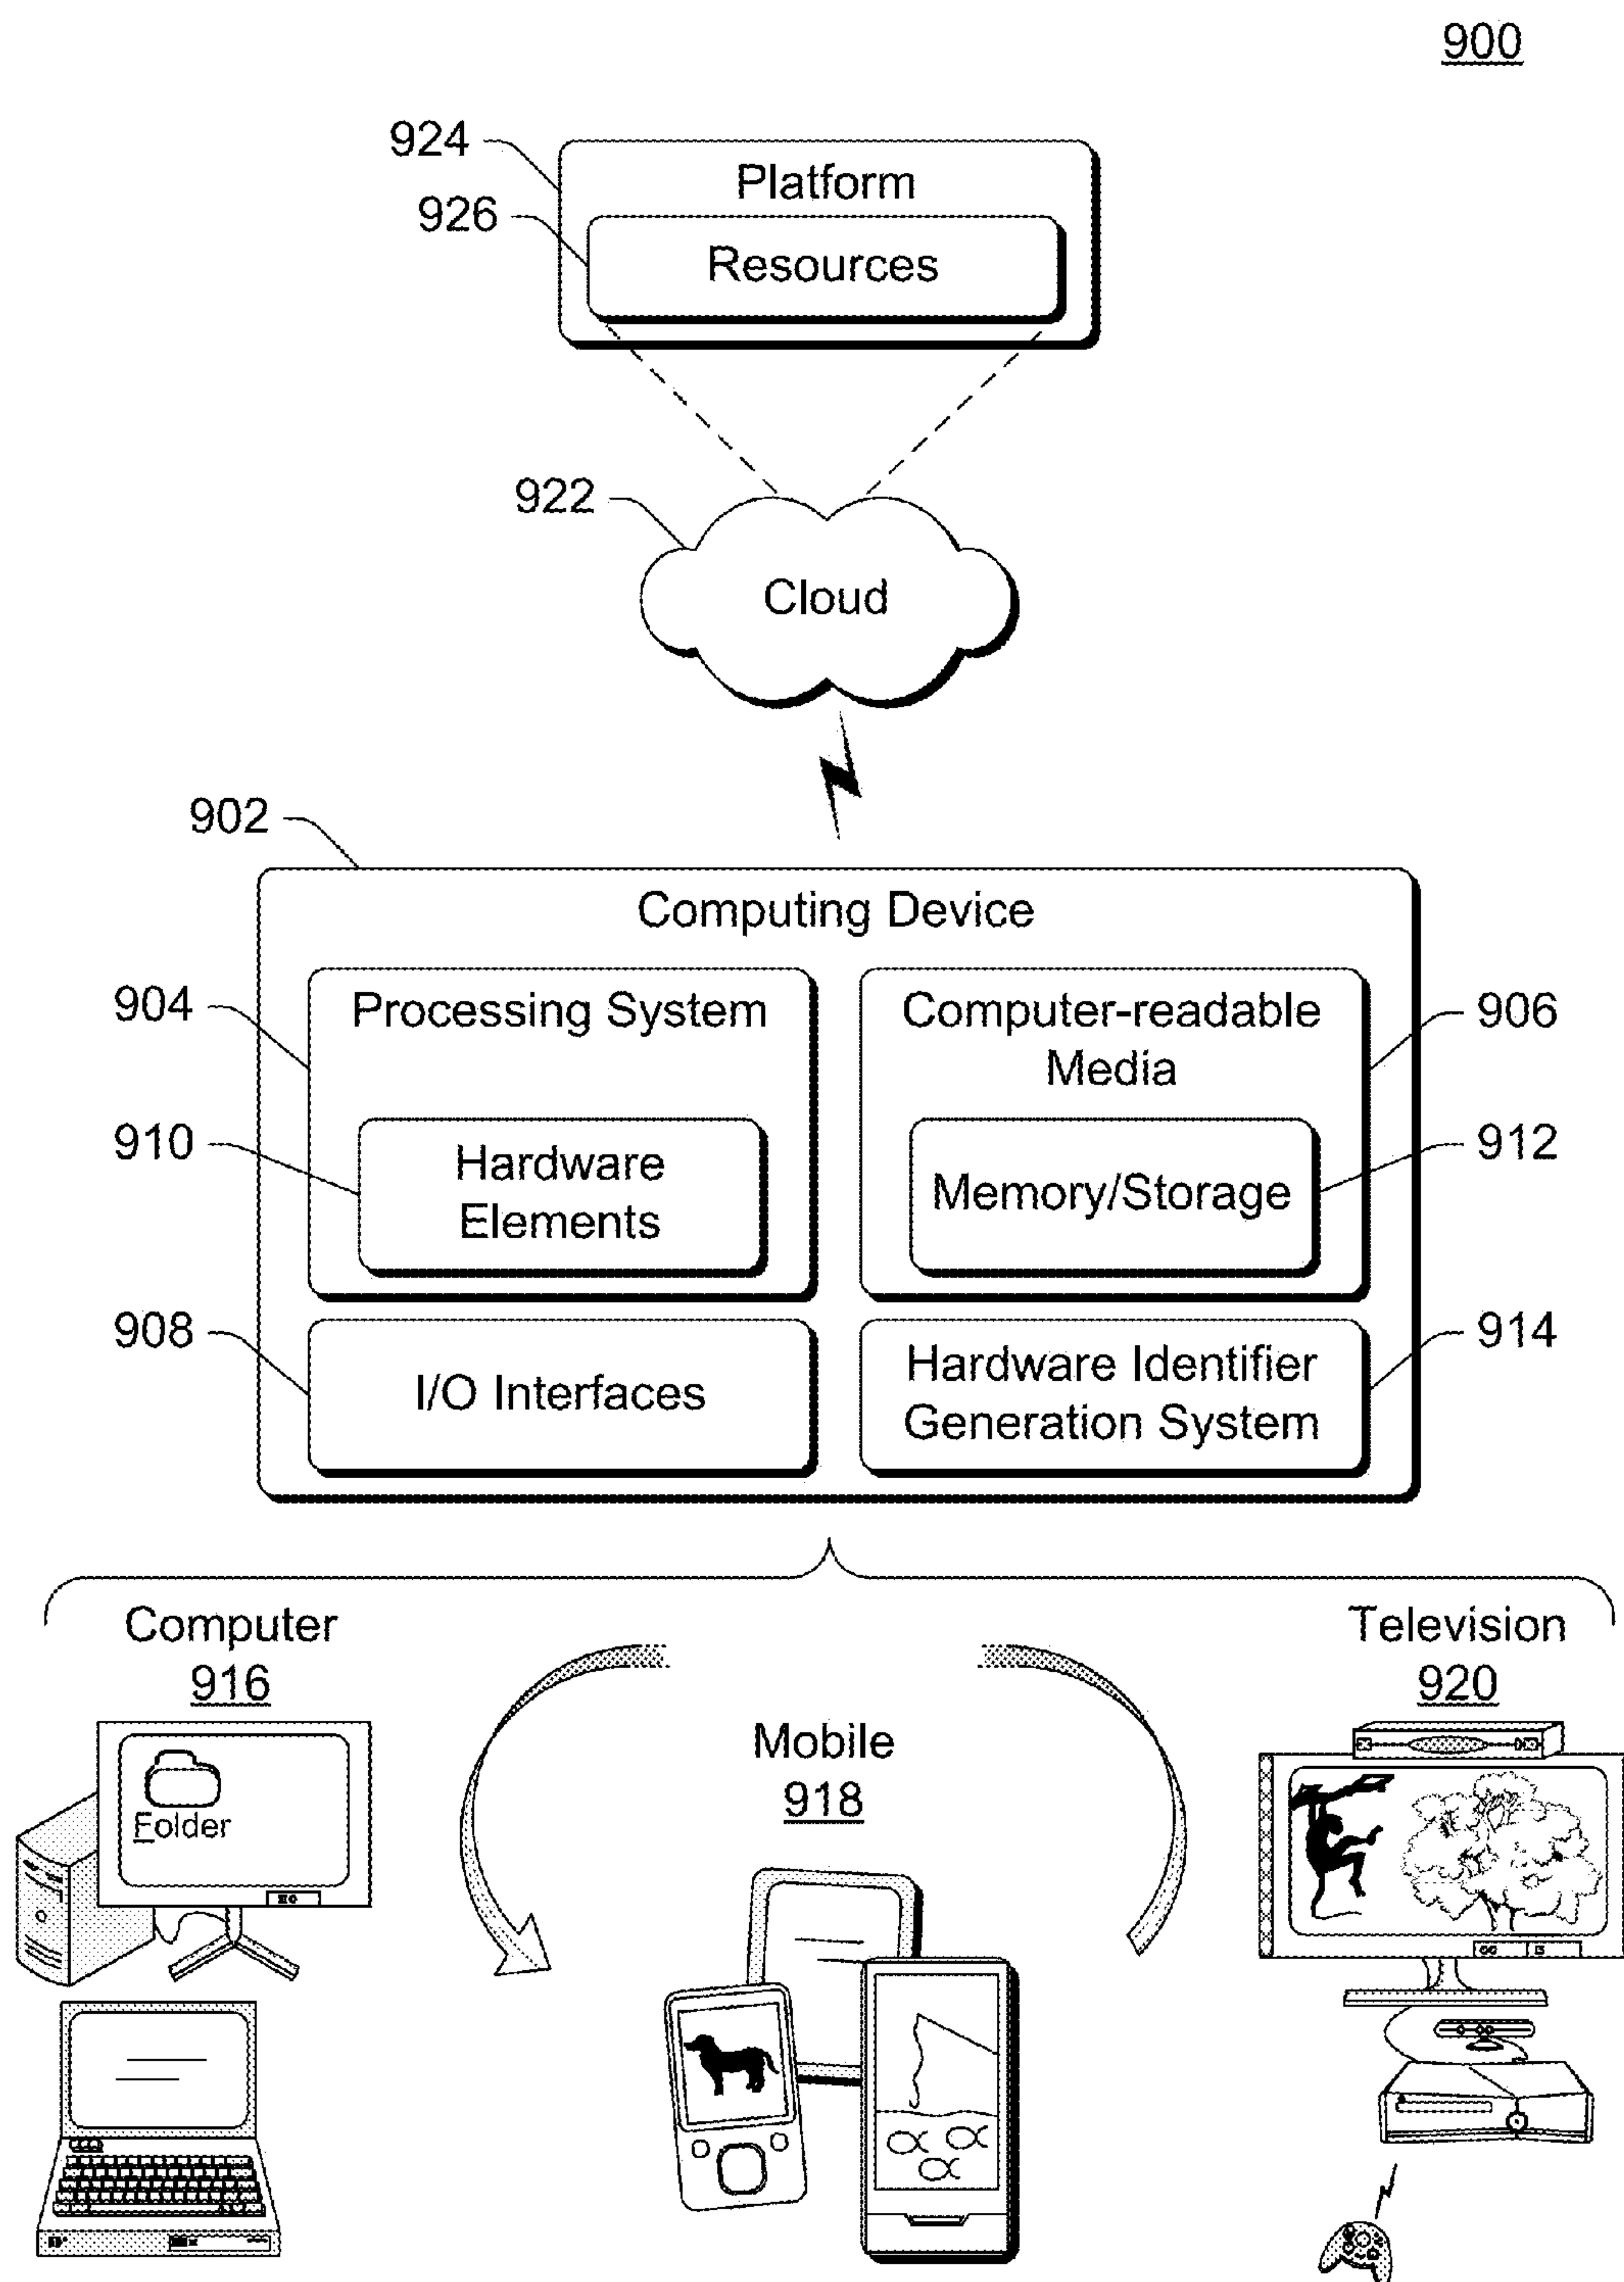 900
924
Platform
926
Resources
922
Cloud
902
Computing Device
904
Processing System
Computer-readable
Media
906
910
Hardware
Elements
Memory/Storage
912
908
I/O Interfaces
Hardware Identifier
Generation System
914
Computer
916
Folder
Mobile
918
Television
920